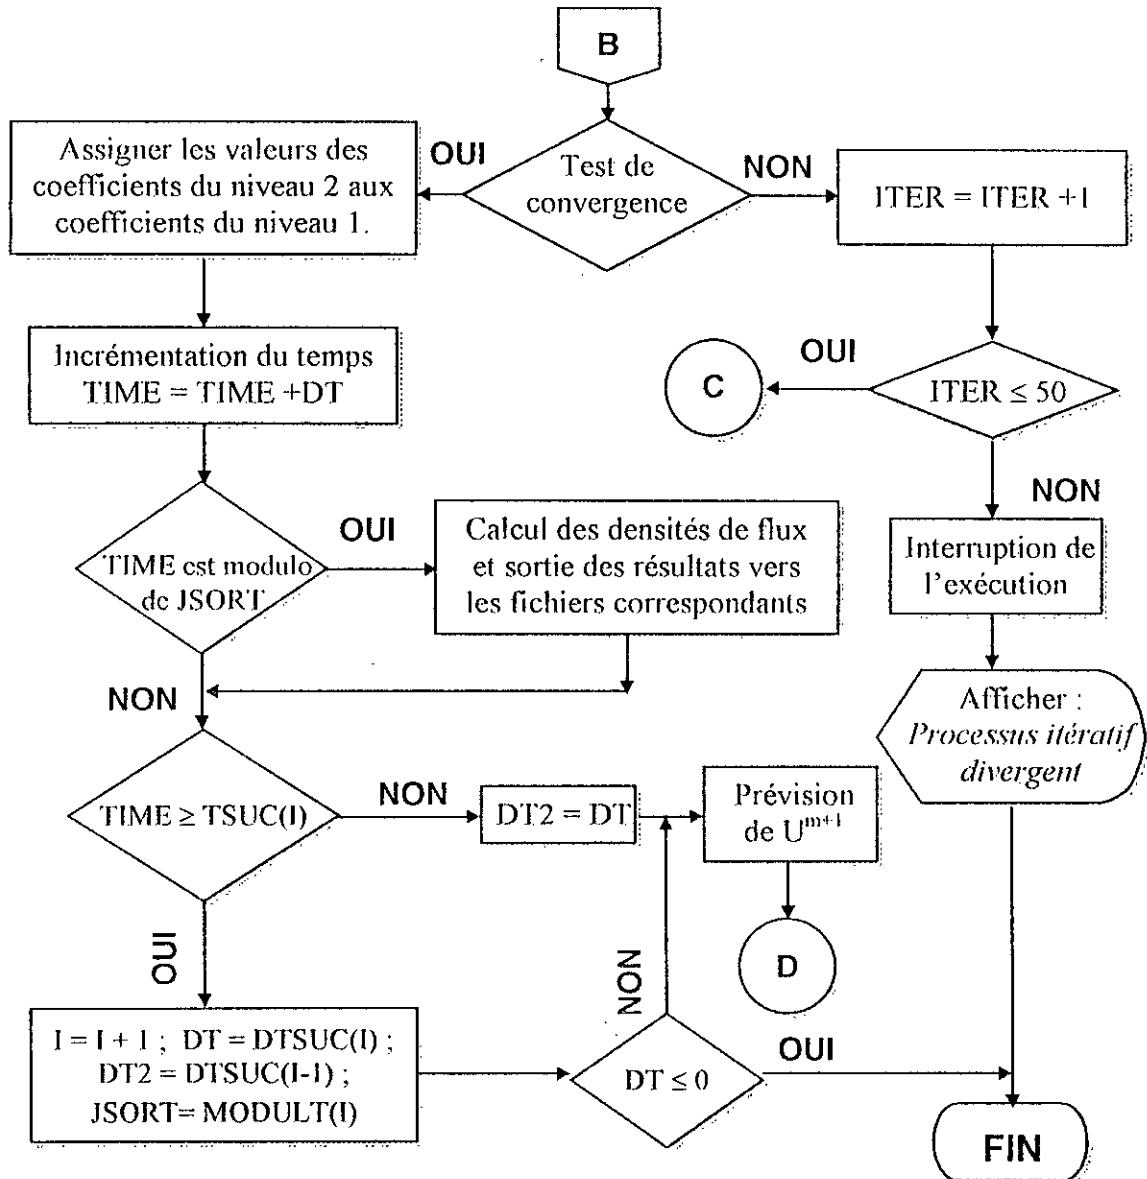 B
Assigner les valeurs des
coefficients du niveau 2 aux
coefficients du niveau 1.
OUI
Test de
convergence
NON
ITER = ITER +1
Incrémentation du temps
TIME = TIME +DT
C
OUI
ITER ≤ 50
NON
TIME est modulo
de JSORT
OUI
Calcul des densités de flux
et sortie des résultats vers
les fichiers correspondants
Interruption de
l'exécution
NON
Afficher :
Processus itératif
divergent
TIME ≥ TSUC(I)
NON
DT2 = DT
Prévision
de U^m+1
OUI
NON
D
I = I + 1 ; DT = DTSUC(I) ;
DT2 = DTSUC(I-1) ;
JSORT= MODULT(I)
DT ≤ 0
OUI
FIN